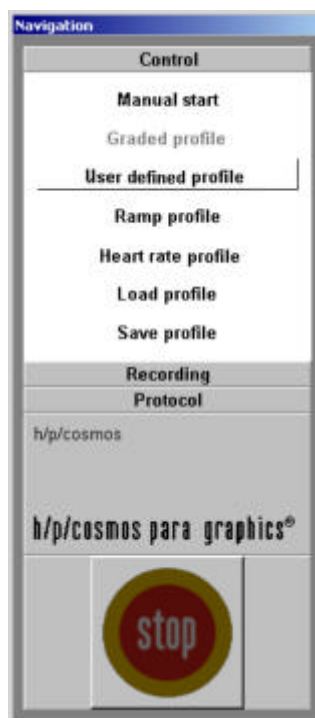 Navigation
Control
Manual start
Graded profile
User defined profile
Ramp profile
Heart rate profile
Load profile
Save profile
Recording
Protocol
h/p/cosmos
h/p/cosmos para graphics®
stop